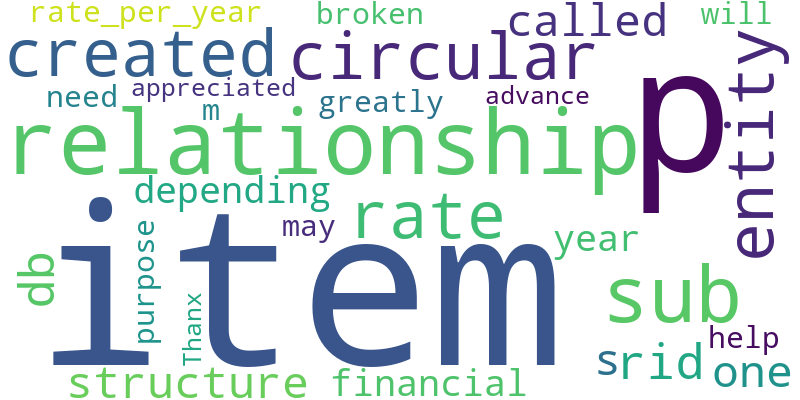 rate_per_year broken called will
created circular
need appreciated greatly advance
m
relationship p entity
depending rate
item may year
db purpose Thanx sub
help
s rid one
structure financial